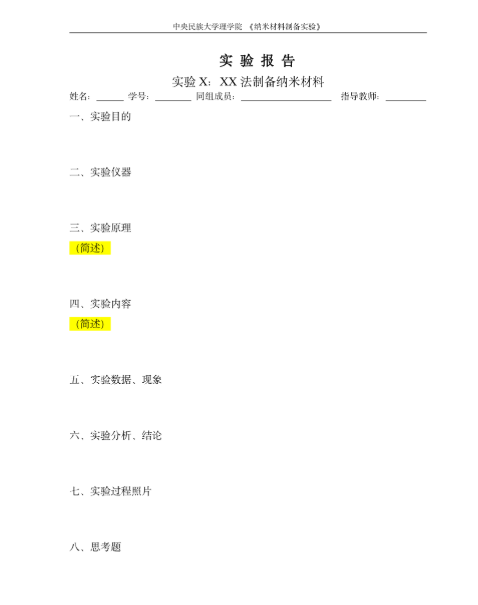 中央民族大学理学院 《纳米材料制备实验》
实 验 报 告
实验 X：XX 法制备纳米材料
姓名：______ 学号：________ 同组成员：____________________ 指导教师：_________
一、实验目的
二、实验仪器
三、实验原理
（简述）
四、实验内容
（简述）
五、实验数据、现象
六、实验分析、结论
七、实验过程照片
八、思考题